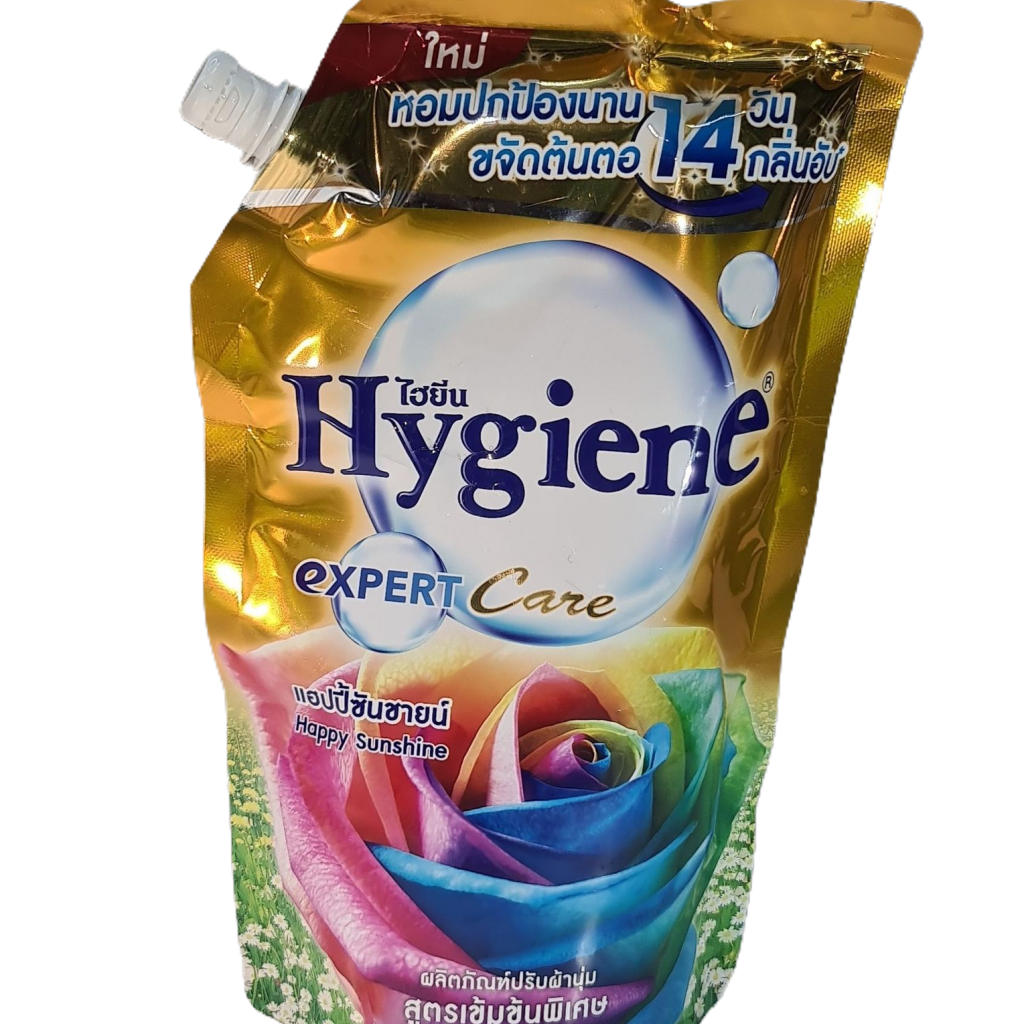 ใหม่
หอมปกป้องนาน 14 วัน
ขจัดต้นตอ กลิ่นอับ
ไฮยีน
Hygiene®
eXPERT Care
แฮปปี้ซันชายน์
Happy Sunshine
ผลิตภัณฑ์ปรับผ้านุ่ม
สูตรเข้มข้นพิเศษ